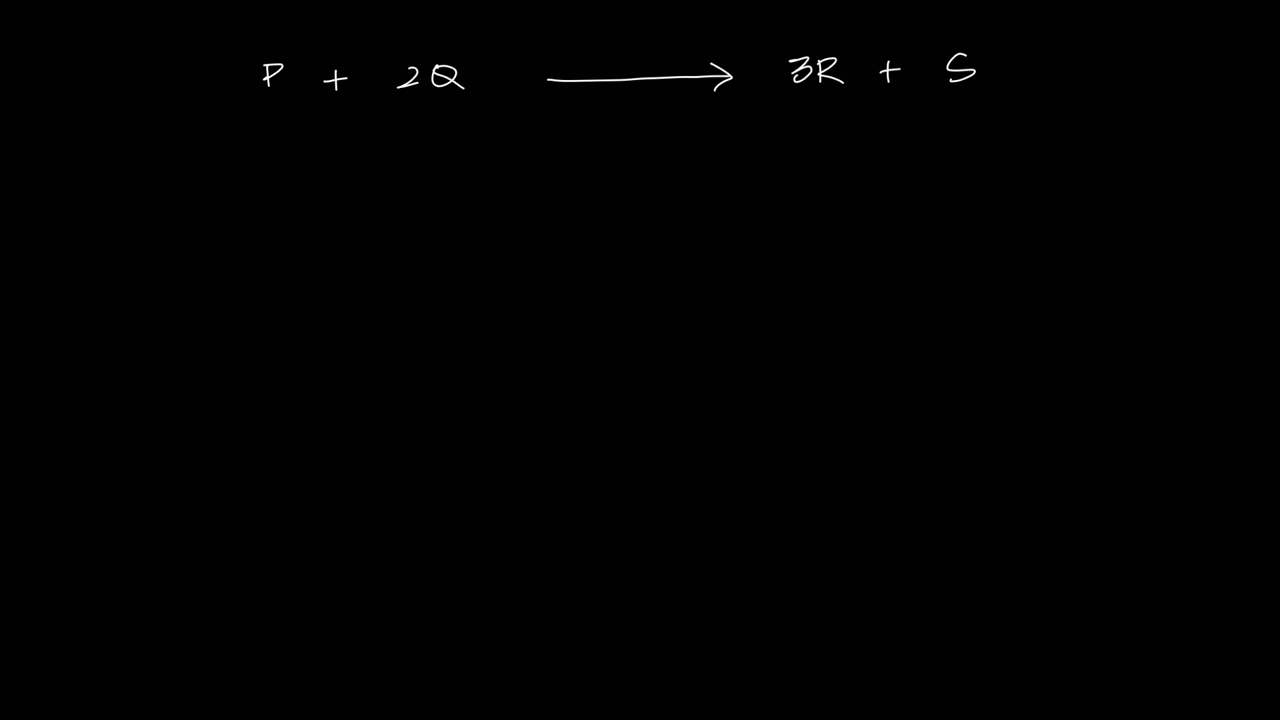 P + 2Q ⟶ 3R + S